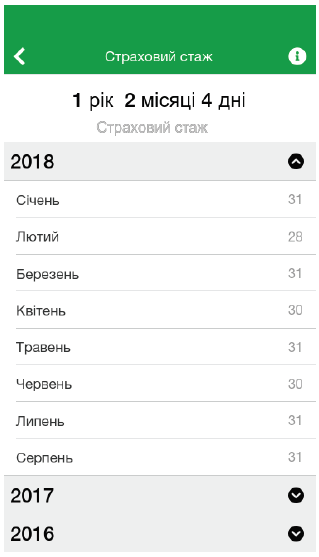 Страховий стаж
1 рік 2 місяці 4 дні
Страховий стаж
2018
Січень 31
Лютий 28
Березень 31
Квітень 30
Травень 31
Червень 30
Липень 31
Серпень 31
2017
2016